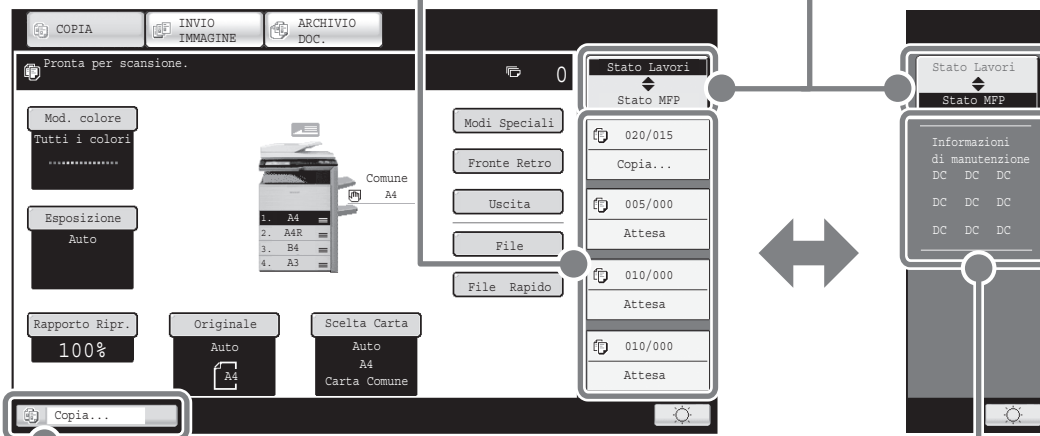 COPIA
INVIO
IMMAGINE
ARCHIVIO
DOC.
Pronta per scansione.
0
Mod. colore
Tutti i colori
Esposizione
Auto
Rapporto Ripr.
100%
Originale
Auto
A4
Scelta Carta
Auto
A4
Carta Comune
Comune
A4
1. A4
2. A4R
3. B4
4. A3
Modi Speciali
Fronte Retro
Uscita
File
File Rapido
Stato Lavori
Stato MFP
020/015
Copia...
005/000
Attesa
010/000
Attesa
010/000
Attesa
Copia...
Stato Lavori
Stato MFP
Informazioni
di manutenzione
DC DC DC
DC DC DC
DC DC DC